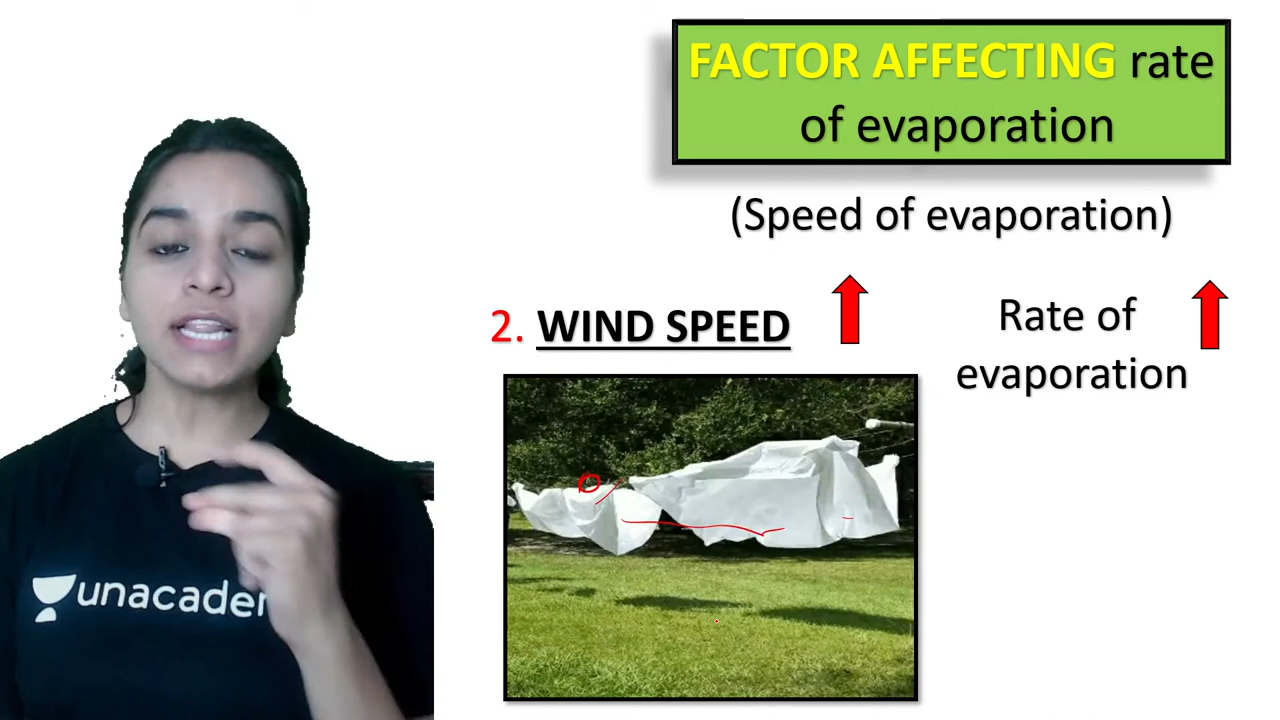 FACTOR AFFECTING rate
of evaporation
(Speed of evaporation)
2. WIND SPEED
Rate of
evaporation
unacade